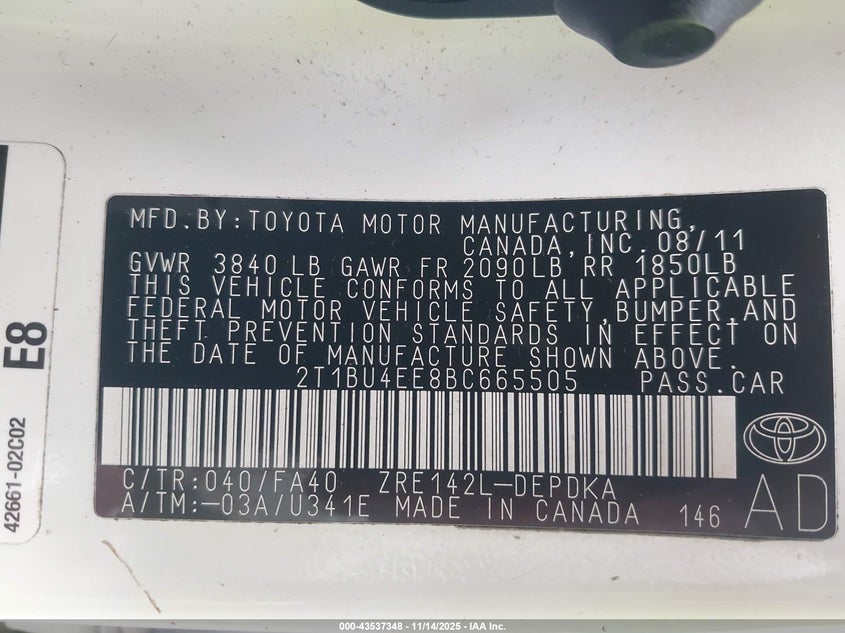 MFD.BY:TOYOTA MOTOR MANUFACTURING,
CANADA,INC.08/11
GVWR 3840 LB GAWR FR 2090LB RR 1850LB
THIS VEHICLE CONFORMS TO ALL APPLICABLE
FEDERAL MOTOR VEHICLE SAFETY,BUMPER,AND
THEFT PREVENTION STANDARDS IN EFFECT ON
THE DATE OF MANUFACTURE SHOWN ABOVE.
2T1BU4EE8BC665505 PASS.CAR
C/TR:040/FA40 ZRE142L-DEPDKA
A/TM:-03A/U341E MADE IN CANADA 146
AD
E8
42661-02C02
000-43537348 - 11/14/2025 - IAA Inc.